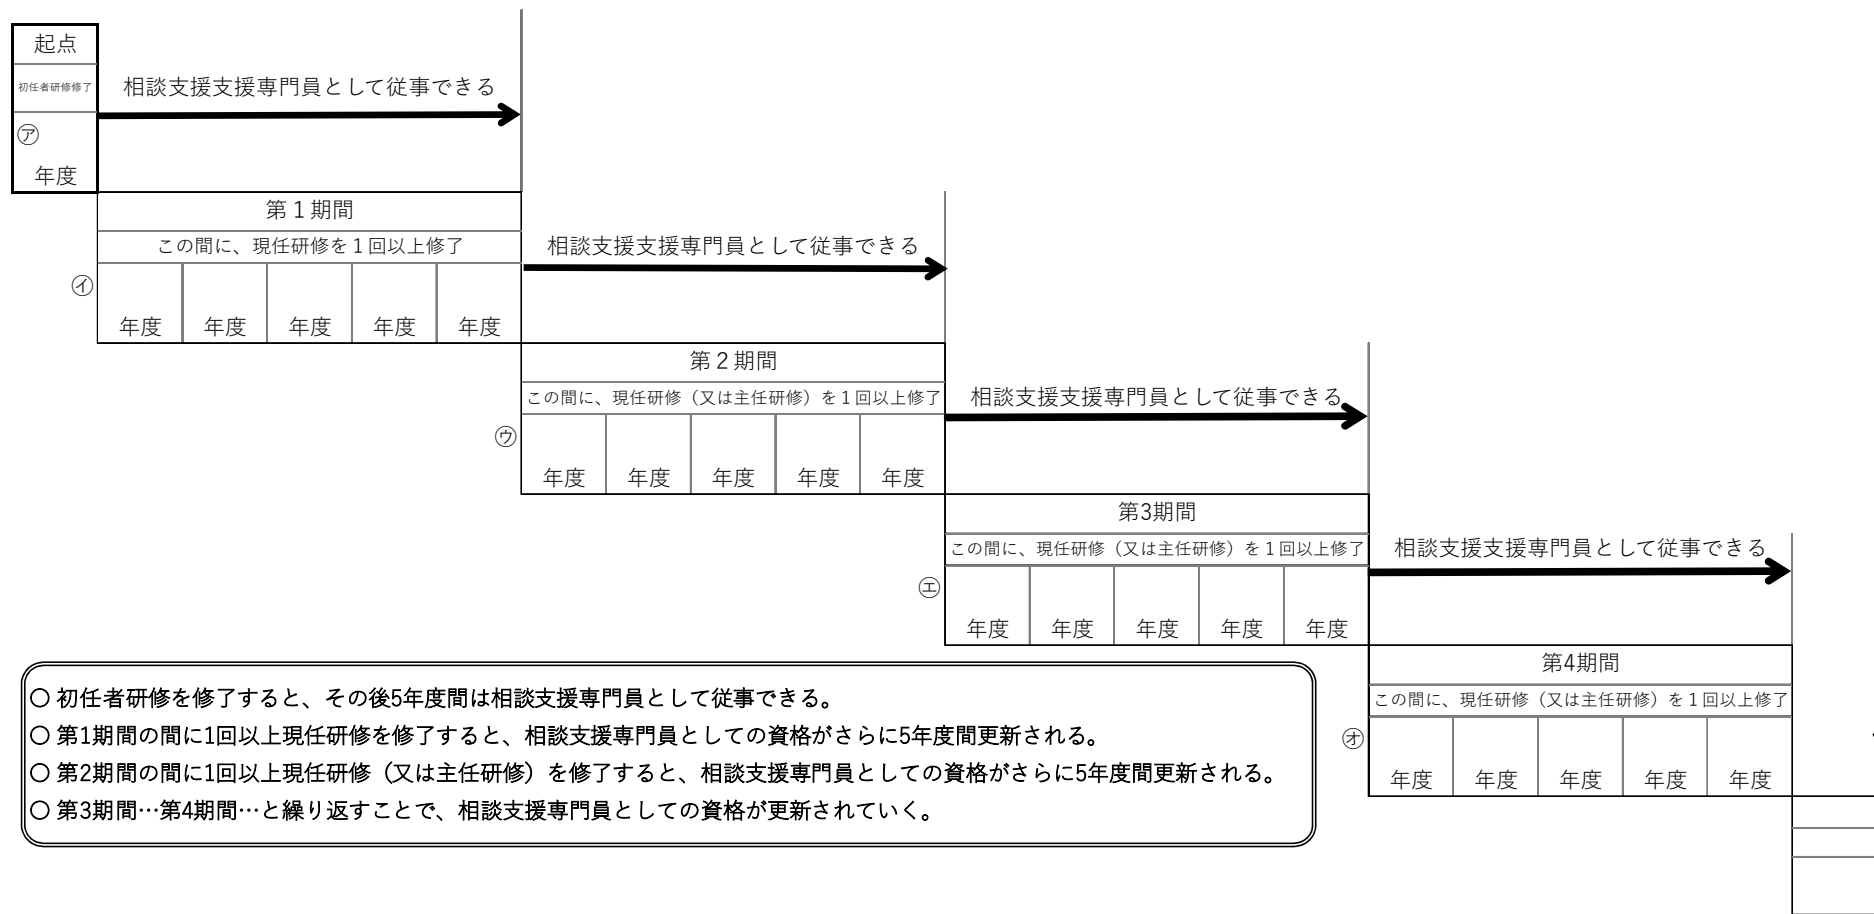 起点
初任者研修修了
㋐
年度
相談支援支援専門員として従事できる
第１期間
この間に、現任研修を１回以上修了
㋑
年度 年度 年度 年度 年度
相談支援支援専門員として従事できる
第２期間
この間に、現任研修（又は主任研修）を１回以上修了
㋒
年度 年度 年度 年度 年度
相談支援支援専門員として従事できる
第3期間
この間に、現任研修（又は主任研修）を１回以上修了
㋓
年度 年度 年度 年度 年度
相談支援支援専門員として従事できる
第4期間
この間に、現任研修（又は主任研修）を１回以上修了
㋔
年度 年度 年度 年度 年度
〇 初任者研修を修了すると、その後5年度間は相談支援専門員として従事できる。
〇 第1期間の間に1回以上現任研修を修了すると、相談支援専門員としての資格がさらに5年度間更新される。
〇 第2期間の間に1回以上現任研修（又は主任研修）を修了すると、相談支援専門員としての資格がさらに5年度間更新される。
〇 第3期間…第4期間…と繰り返すことで、相談支援専門員としての資格が更新されていく。